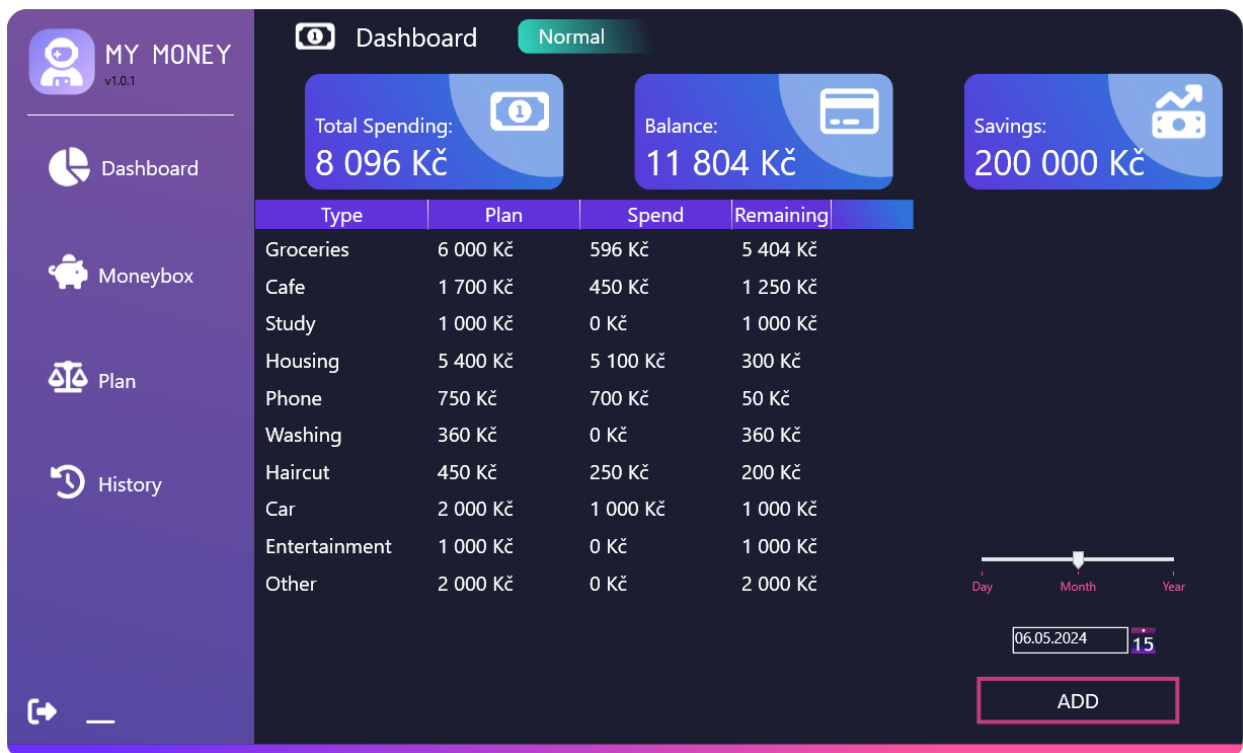 MY MONEY
v1.0.1
Dashboard
Moneybox
Plan
History
Dashboard Normal
Total Spending:
8 096 Kč
Balance:
11 804 Kč
Savings:
200 000 Kč
Type Plan Spend Remaining
Groceries 6 000 Kč 596 Kč 5 404 Kč
Cafe 1 700 Kč 450 Kč 1 250 Kč
Study 1 000 Kč 0 Kč 1 000 Kč
Housing 5 400 Kč 5 100 Kč 300 Kč
Phone 750 Kč 700 Kč 50 Kč
Washing 360 Kč 0 Kč 360 Kč
Haircut 450 Kč 250 Kč 200 Kč
Car 2 000 Kč 1 000 Kč 1 000 Kč
Entertainment 1 000 Kč 0 Kč 1 000 Kč
Other 2 000 Kč 0 Kč 2 000 Kč
Day Month Year
06.05.2024 15
ADD